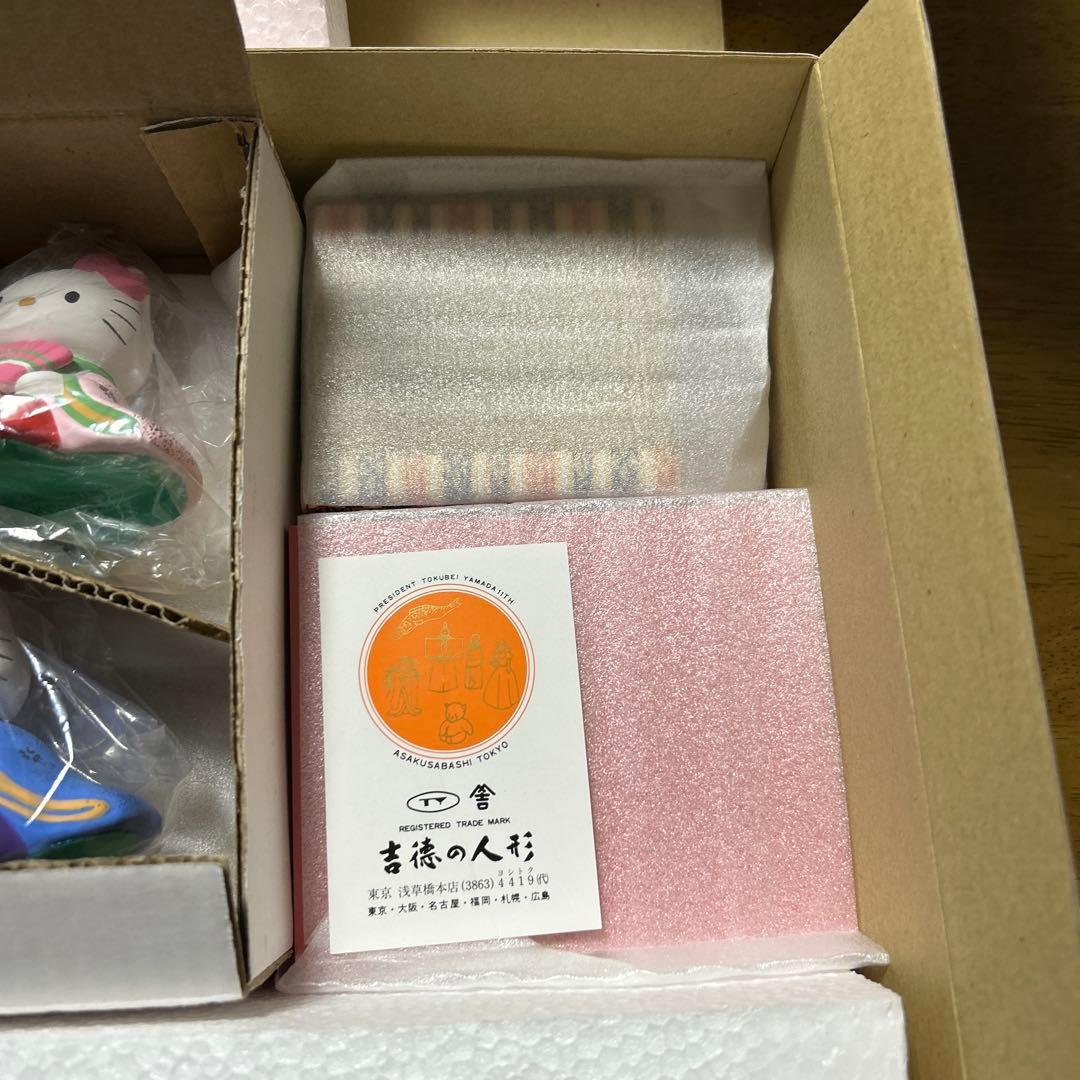 PRESIDENT TOKUBEI YAMADA 11TH
ASAKUSABASHI TOKYO
TY
REGISTERED TRADE MARK
吉徳の人形
ヨシトク
東京 浅草橋本店(3863)4419(代)
東京・大阪・名古屋・福岡・札幌・広島